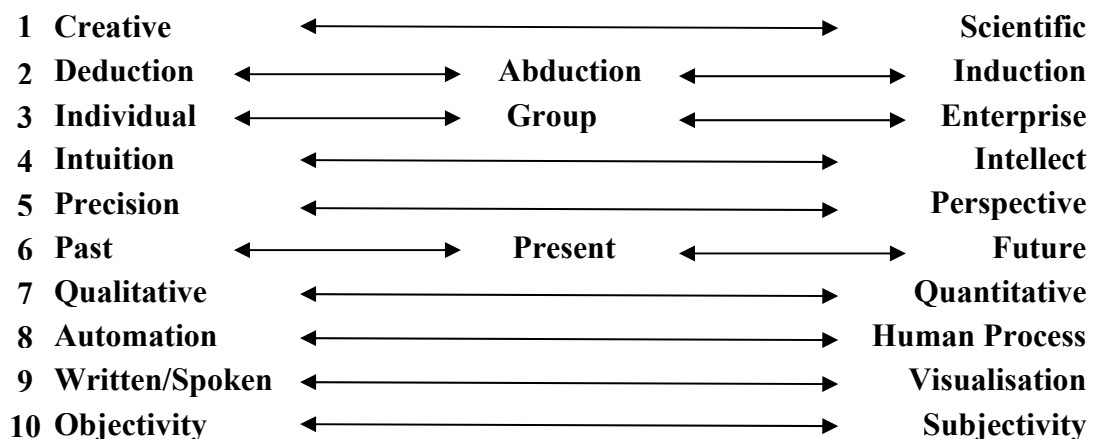 1 Creative Scientific
2 Deduction Abduction Induction
3 Individual Group Enterprise
4 Intuition Intellect
5 Precision Perspective
6 Past Present Future
7 Qualitative Quantitative
8 Automation Human Process
9 Written/Spoken Visualisation
10 Objectivity Subjectivity